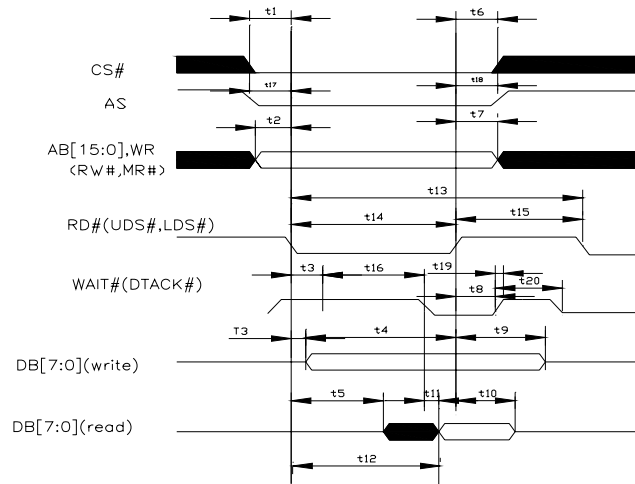 t1 t6
CS#
t17 t18
AS
t2 t7
AB[15:0],WR
(RW#,MR#)
t13
RD#(UDS#,LDS#) t14 t15
t3 t16 t19 t20
WAIT#(DTACK#) t8
T3 t4 t9
DB[7:0](write)
t5 t11 t10
DB[7:0](read)
t12